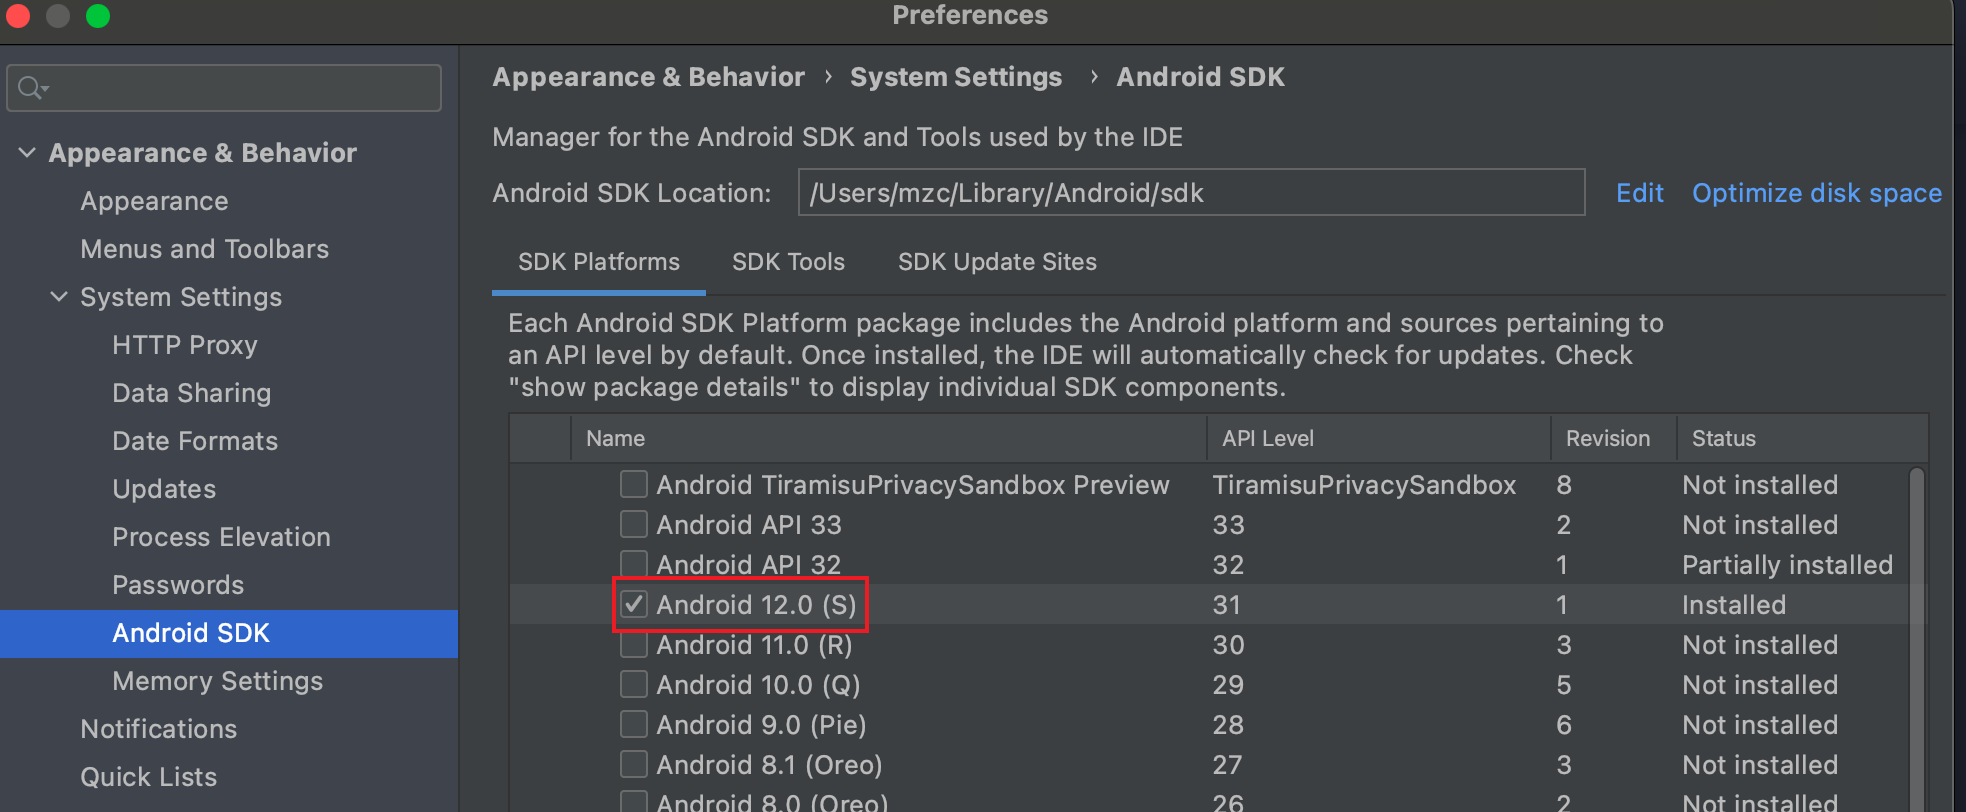 Preferences
Appearance & Behavior
Appearance
Menus and Toolbars
System Settings
HTTP Proxy
Data Sharing
Date Formats
Updates
Process Elevation
Passwords
Android SDK
Memory Settings
Notifications
Quick Lists
Appearance & Behavior › System Settings › Android SDK
Manager for the Android SDK and Tools used by the IDE
Android SDK Location: /Users/mzc/Library/Android/sdk Edit Optimize disk space
SDK Platforms SDK Tools SDK Update Sites
Each Android SDK Platform package includes the Android platform and sources pertaining to
an API level by default. Once installed, the IDE will automatically check for updates. Check
"show package details" to display individual SDK components.
Name API Level Revision Status
Android TiramisuPrivacySandbox Preview TiramisuPrivacySandbox 8 Not installed
Android API 33 33 2 Not installed
Android API 32 32 1 Partially installed
Android 12.0 (S) 31 1 Installed
Android 11.0 (R) 30 3 Not installed
Android 10.0 (Q) 29 5 Not installed
Android 9.0 (Pie) 28 6 Not installed
Android 8.1 (Oreo) 27 3 Not installed
Android 8.0 (Oreo) 26 2 Not installed